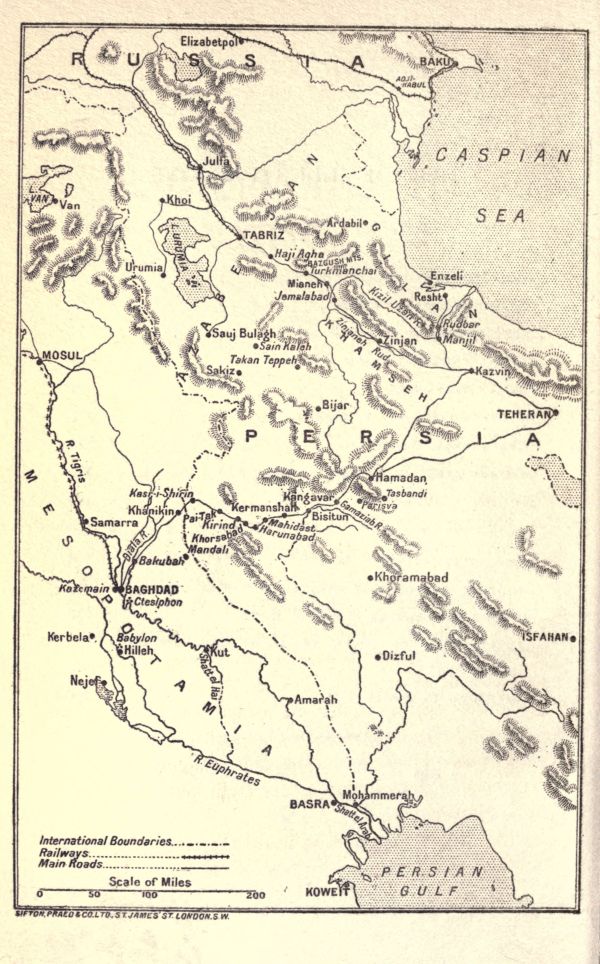 Elizabetpol
RUSSIA
BAKU
ADJI-KABUL
CASPIAN
SEA
Julfa
L. VAN
Van
Khoi
L. URUMIA
TABRIZ
Ardabil
Haji Agha
BAZGUSH MTS.
Turkmanchai
Urumia
Mianeh
Jemalabad
GILAN
Enzeli
Resht
Kizil Uzan R.
Rudbar
Manjil
AZARBEIJAN
Sauj Bulagh
Sain Kaleh
Zinjaneh Rud
Zinjan
KHAMSEH
MOSUL
Takan Teppeh
Sakiz
Kazvin
Bijar
TEHERAN
PERSIA
R. Tigris
Hamadan
Tasbandi
Parisva
Kasr-i-Shirin
Kangavar
Kermanshah
Khanikin
Pai-Tak
Kirind
Mahidast
Bisitun
Gamasiab R.
Samarra
Khorsabad
Harunabad
Diala R.
Mandali
Bakubah
Khoramabad
Kazemain
BAGHDAD
Ctesiphon
MESOPOTAMIA
Kerbela
Babylon
Hilleh
Kut
Shatt el Hai
Dizful
ISFAHAN
Nejef
Amarah
R. Euphrates
BASRA
Mohammerah
Shatt el Arab
International Boundaries
Railways
Main Roads
Scale of Miles
0 50 100 200
KOWEIT
PERSIAN
GULF
SIFTON, PRAED & CO. LTD. ST. JAMES' ST. LONDON. S.W.